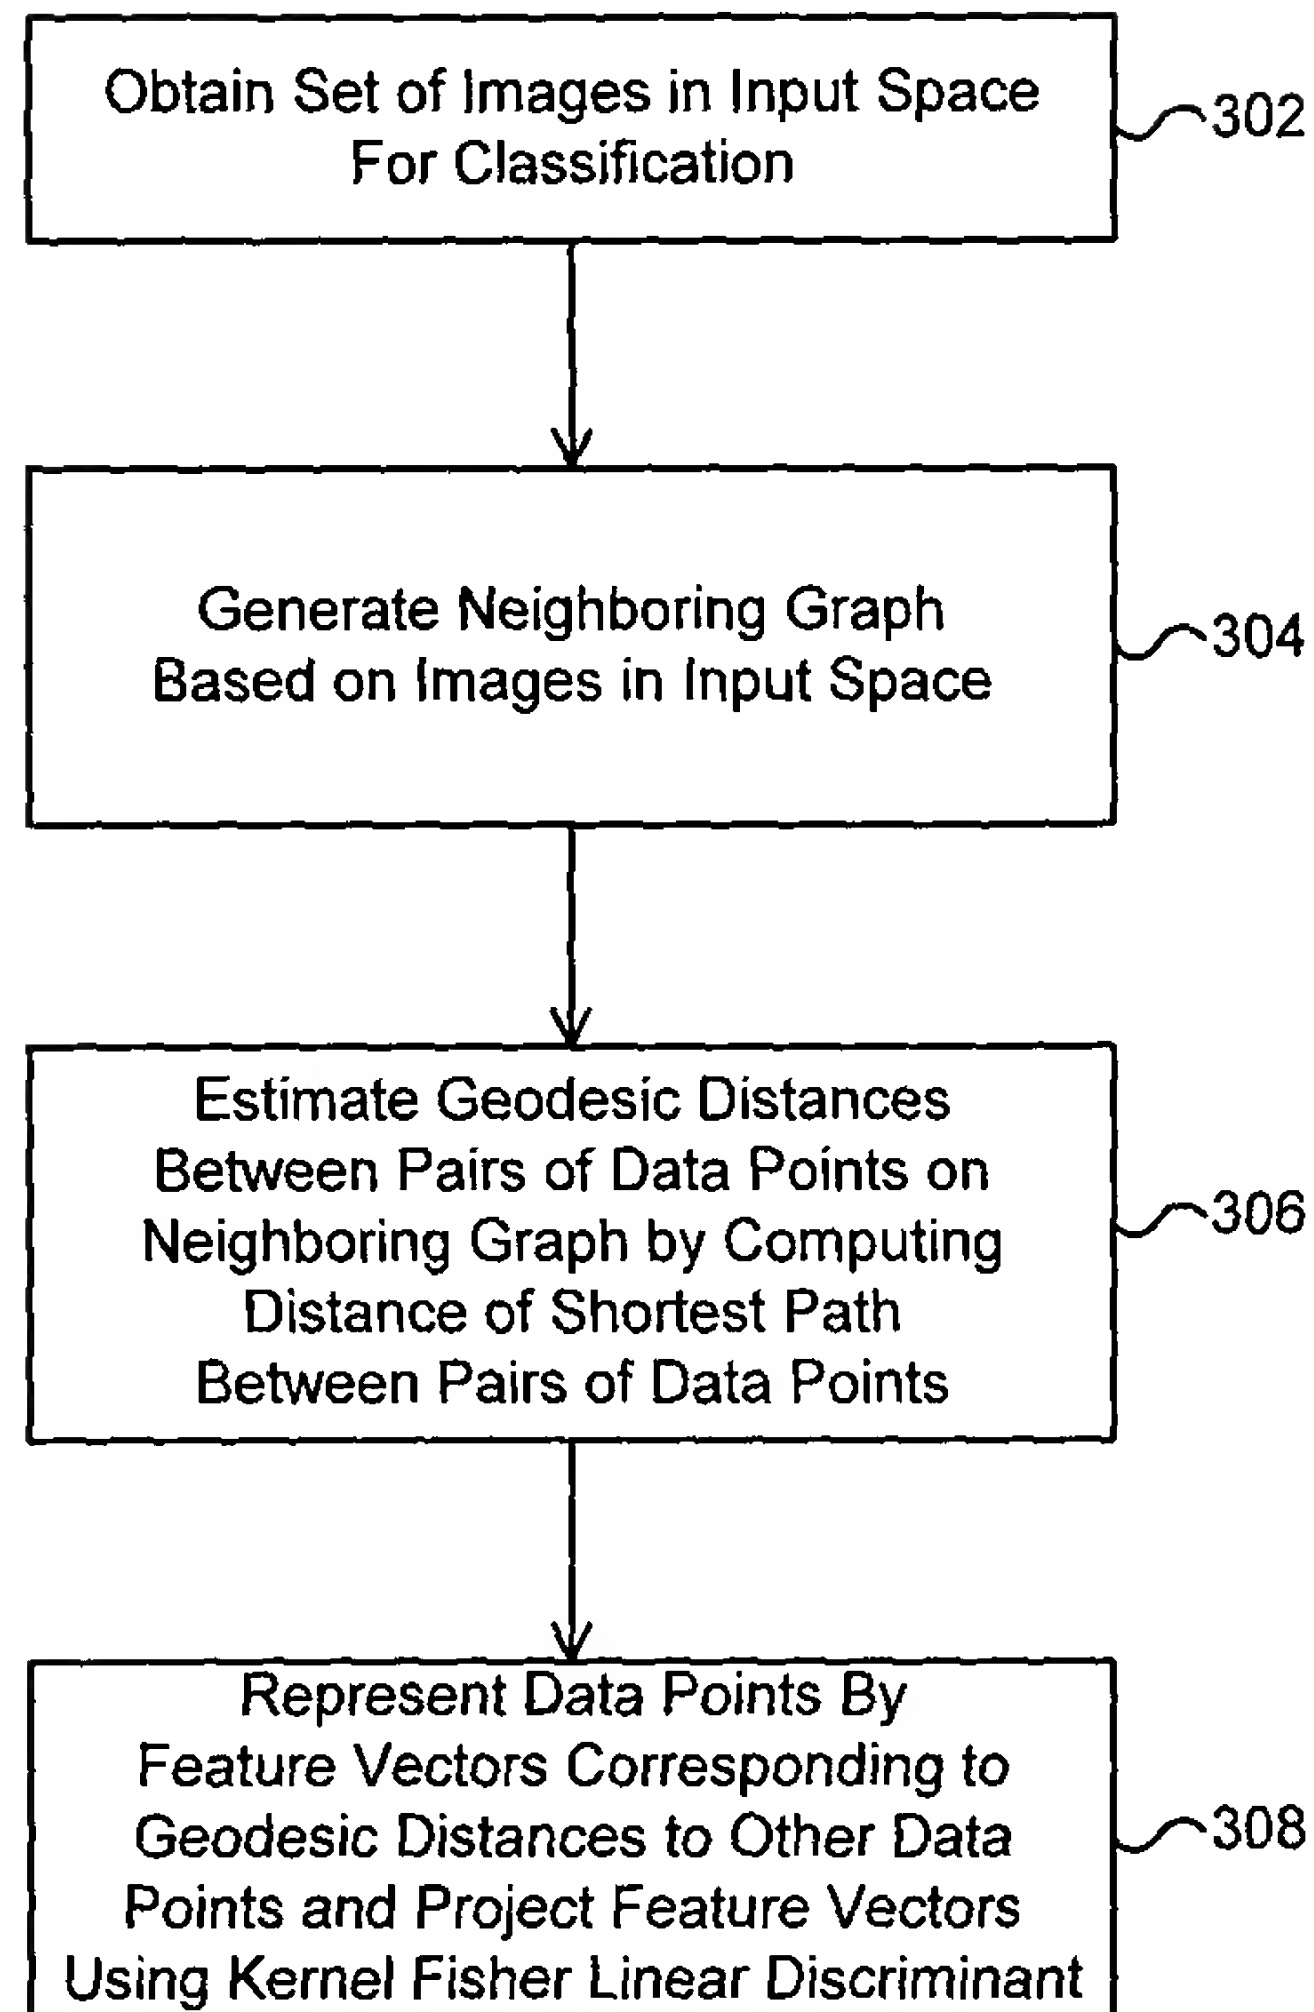 Obtain Set of Images in Input Space
For Classification
302
Generate Neighboring Graph
Based on Images in Input Space
304
Estimate Geodesic Distances
Between Pairs of Data Points on
Neighboring Graph by Computing
Distance of Shortest Path
Between Pairs of Data Points
306
Represent Data Points By
Feature Vectors Corresponding to
Geodesic Distances to Other Data
Points and Project Feature Vectors
Using Kernel Fisher Linear Discriminant
308